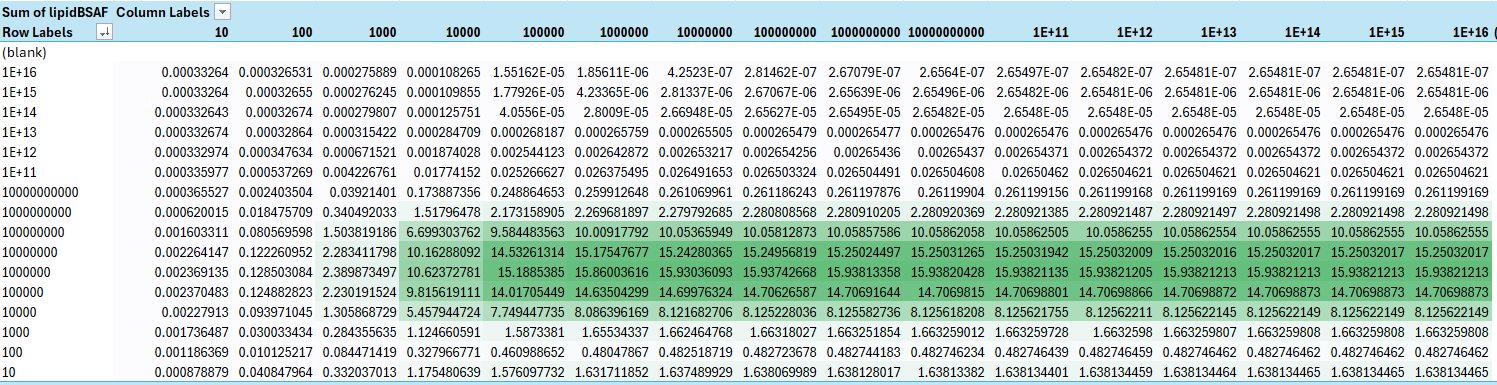 Sum of lipidBSAF Column Labels
Row Labels 10 100 1000 10000 100000 1000000 10000000 100000000 1000000000 10000000000 1E+11 1E+12 1E+13 1E+14 1E+15 1E+16 (
(blank)
1E+16 0.00033264 0.000326531 0.000275889 0.000108265 1.55162E-05 1.85611E-06 4.2523E-07 2.81462E-07 2.67079E-07 2.6564E-07 2.65497E-07 2.65482E-07 2.65481E-07 2.65481E-07 2.65481E-07 2.65481E-07
1E+15 0.00033264 0.00032655 0.000276245 0.000109855 1.77926E-05 4.23365E-06 2.81337E-06 2.67067E-06 2.65639E-06 2.65496E-06 2.65482E-06 2.65481E-06 2.65481E-06 2.65481E-06 2.65481E-06 2.65481E-06
1E+14 0.000332643 0.00032674 0.000279807 0.000125751 4.0556E-05 2.8005E-05 2.66948E-05 2.65627E-05 2.65495E-05 2.65482E-05 2.6548E-05 2.6548E-05 2.6548E-05 2.6548E-05 2.6548E-05 2.6548E-05
1E+13 0.000332674 0.00032864 0.000315422 0.000284709 0.000268187 0.000265759 0.000265505 0.000265479 0.000265477 0.000265476 0.000265476 0.000265476 0.000265476 0.000265476 0.000265476 0.000265476
1E+12 0.000332974 0.000347634 0.000671521 0.001874028 0.002544123 0.002642872 0.002653217 0.002654256 0.00265436 0.00265437 0.002654371 0.002654372 0.002654372 0.002654372 0.002654372 0.002654372
1E+11 0.000335977 0.000537269 0.004226761 0.01774152 0.025266627 0.026375495 0.026491653 0.026503324 0.026504491 0.026504608 0.02650462 0.026504621 0.026504621 0.026504621 0.026504621 0.026504621
10000000000 0.000365527 0.002403504 0.03921401 0.173887356 0.248864653 0.259912648 0.261069961 0.261186243 0.261197876 0.26119904 0.261199156 0.261199168 0.261199169 0.261199169 0.261199169 0.261199169
1000000000 0.000620015 0.018475709 0.340492033 1.51796478 2.173158905 2.269681897 2.279792685 2.280808568 2.280910205 2.280920369 2.280921385 2.280921487 2.280921497 2.280921498 2.280921498 2.280921498
100000000 0.001603311 0.080569598 1.503819186 6.699303762 9.584483563 10.00917792 10.05365949 10.05812873 10.05857586 10.05862058 10.05862505 10.0586255 10.05862554 10.05862555 10.05862555 10.05862555
10000000 0.002264147 0.122260952 2.283411798 10.16288092 14.53261314 15.17547677 15.24280365 15.24956819 15.25024497 15.25031265 15.25031942 15.25032009 15.25032016 15.25032017 15.25032017 15.25032017
1000000 0.002369135 0.128503084 2.389873497 10.62372781 15.1885385 15.86003616 15.93036093 15.93742668 15.93813358 15.93820428 15.93821135 15.93821205 15.93821213 15.93821213 15.93821213 15.93821213
100000 0.002370483 0.124882823 2.230191524 9.815619111 14.01705449 14.63504299 14.69976324 14.70626587 14.70691644 14.7069815 14.70698801 14.70698866 14.70698872 14.70698873 14.70698873 14.70698873
10000 0.00227913 0.093971045 1.305868729 5.457944724 7.749447735 8.086396169 8.121682706 8.125228036 8.125582736 8.125618208 8.125621755 8.12562211 8.125622145 8.125622149 8.125622149 8.125622149
1000 0.001736487 0.030033434 0.284355635 1.124660591 1.5873381 1.65534337 1.662464768 1.66318027 1.663251854 1.663259012 1.663259728 1.6632598 1.663259807 1.663259808 1.663259808 1.663259808
100 0.001186369 0.010125217 0.084471419 0.327966771 0.460988652 0.48047867 0.482518719 0.482723678 0.482744183 0.482746234 0.482746439 0.482746459 0.482746462 0.482746462 0.482746462 0.482746462
10 0.000878879 0.040847964 0.332037013 1.175480639 1.576097732 1.631711852 1.637489929 1.638069989 1.638128017 1.63813382 1.638134401 1.638134459 1.638134464 1.638134465 1.638134465 1.638134465